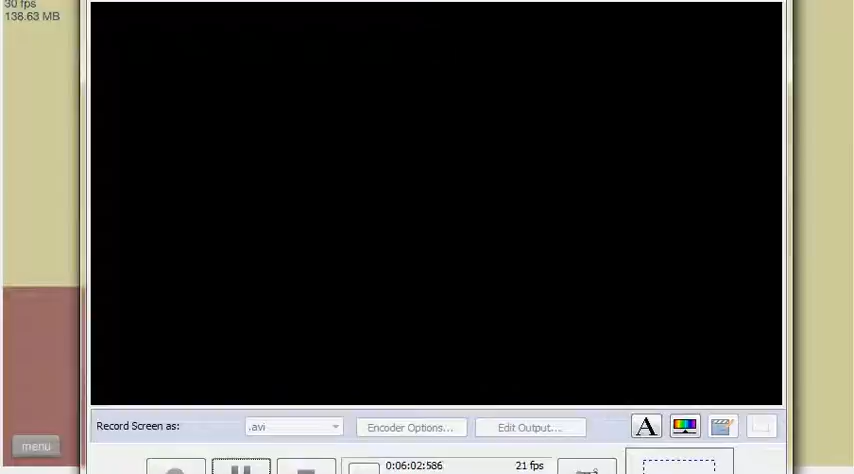 30 fps
138.63 MB
Record Screen as:
.avi
Encoder Options...
Edit Output...
A
menu
0:06:02:586
21 fps